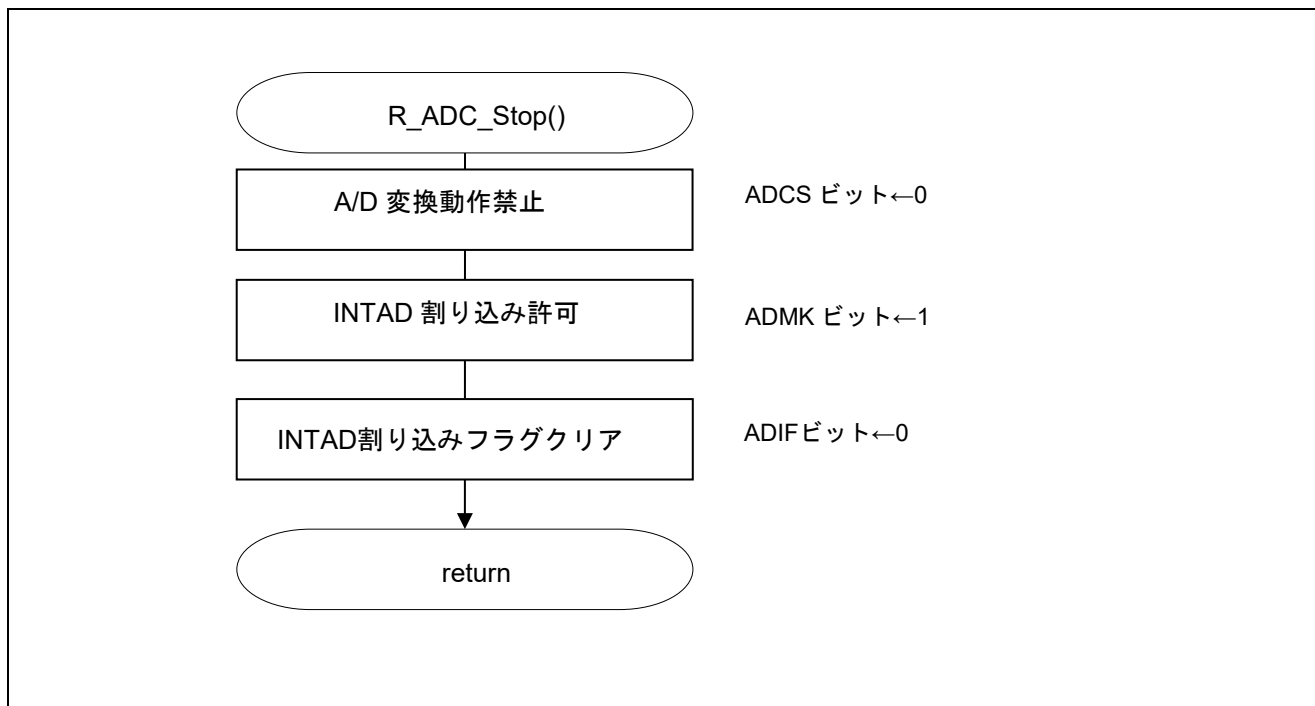 R_ADC_Stop()
A/D 変換動作禁止
ADCS ビット←0
INTAD 割り込み許可
ADMK ビット←1
INTAD割り込みフラグクリア
ADIFビット←0
return